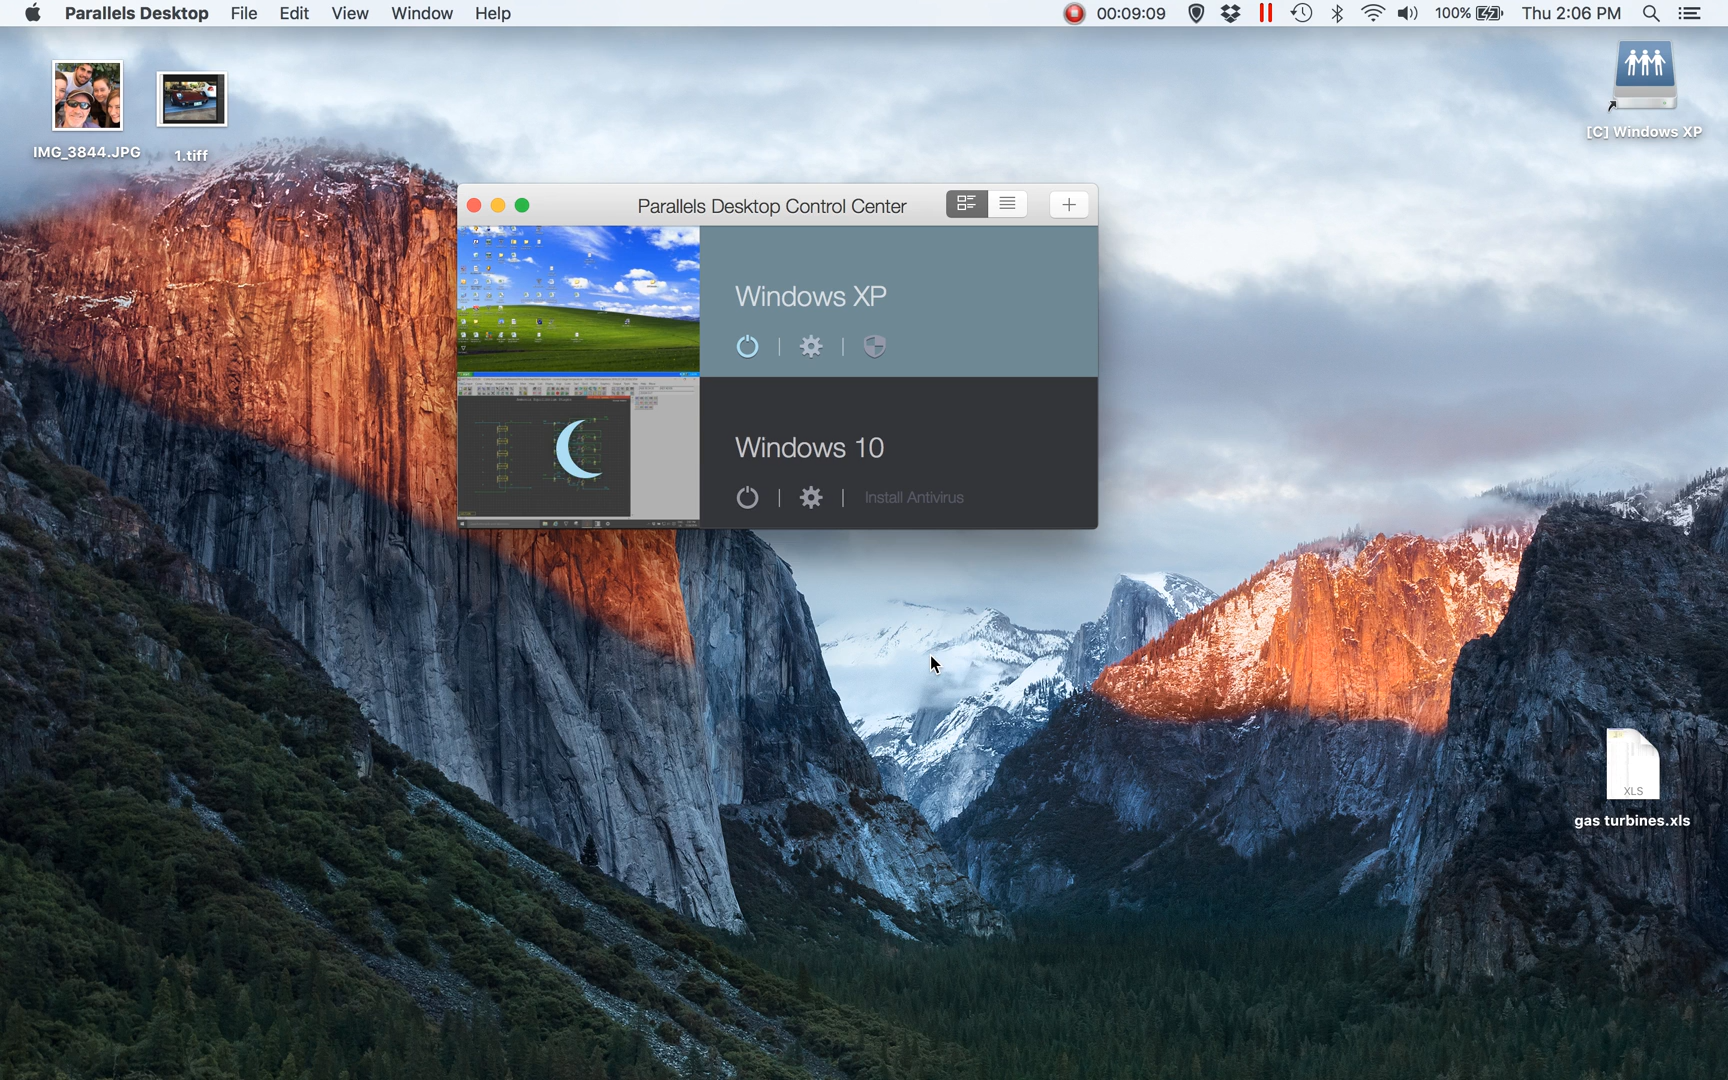 Parallels Desktop File Edit View Window Help 00:09:09 100% Thu 2:06 PM
IMG_3844.JPG
1.tiff
[C] Windows XP
Parallels Desktop Control Center
Windows XP
Windows 10
Install Antivirus
XLS
gas turbines.xls